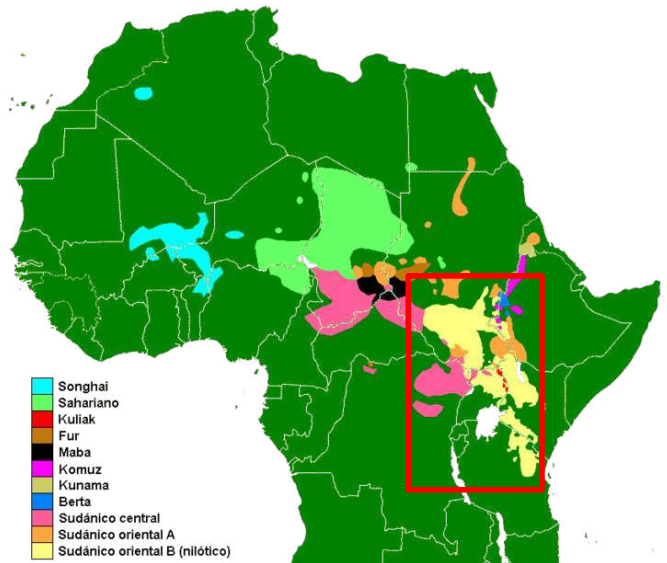 Songhai
Sahariano
Kuliak
Fur
Maba
Komuz
Kunama
Berta
Sudánico central
Sudánico oriental A
Sudánico oriental B (nilótico)